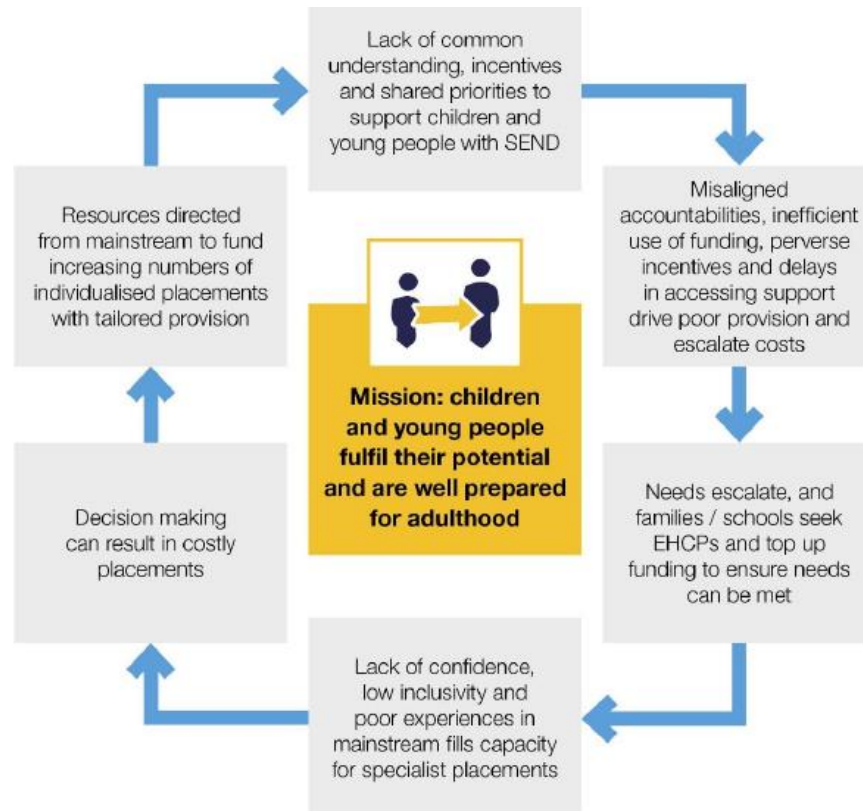 Lack of common
understanding, incentives
and shared priorities to
support children and
young people with SEND
Misaligned
accountabilities, inefficient
use of funding, perverse
incentives and delays
in accessing support
drive poor provision and
escalate costs
Needs escalate, and
families / schools seek
EHCPs and top up
funding to ensure needs
can be met
Lack of confidence,
low inclusivity and
poor experiences in
mainstream fills capacity
for specialist placements
Decision making
can result in costly
placements
Resources directed
from mainstream to fund
increasing numbers of
individualised placements
with tailored provision
Mission: children
and young people
fulfil their potential
and are well prepared
for adulthood